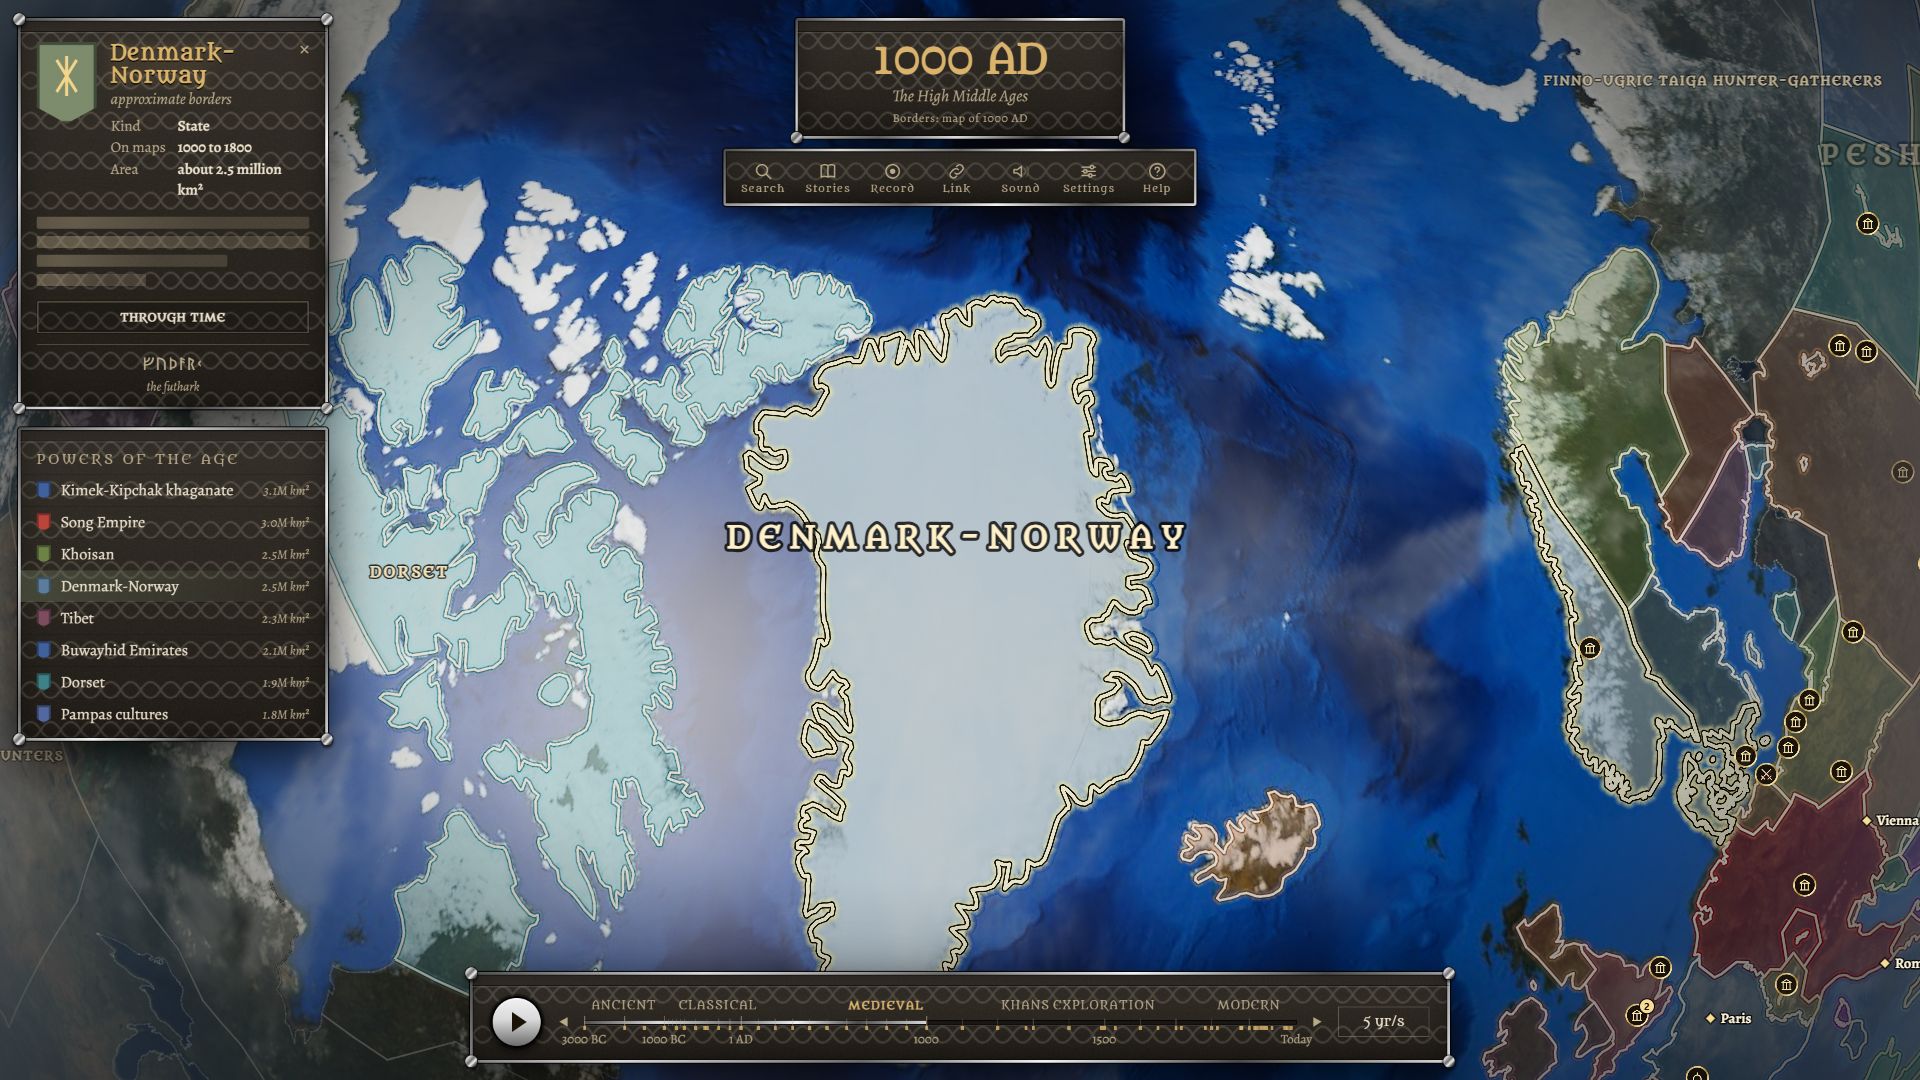 Denmark-
Norway
×
approximate borders
Kind State
On maps 1000 to 1800
Area about 2.5 million
km²
THROUGH TIME
ᚠᚢᚦᚨᚱᚲ
the futhark
POWERS OF THE AGE
Kimek-Kipchak khaganate 3.1M km²
Song Empire 3.0M km²
Khoisan 2.5M km²
Denmark-Norway 2.5M km²
Tibet 2.3M km²
Buwayhid Emirates 2.1M km²
Dorset 1.9M km²
Pampas cultures 1.8M km²
UNTERS
1000 AD
The High Middle Ages
Borders: map of 1000 AD
Search Stories Record Link Sound Settings Help
FINNO-UGRIC TAIGA HUNTER-GATHERERS
PESH
DENMARK-NORWAY
DORSET
Vienna
Rom
2
Paris
ANCIENT CLASSICAL MEDIEVAL KHANS EXPLORATION MODERN
3000 BC 1000 BC 1 AD 1000 1500 Today
5 yr/s